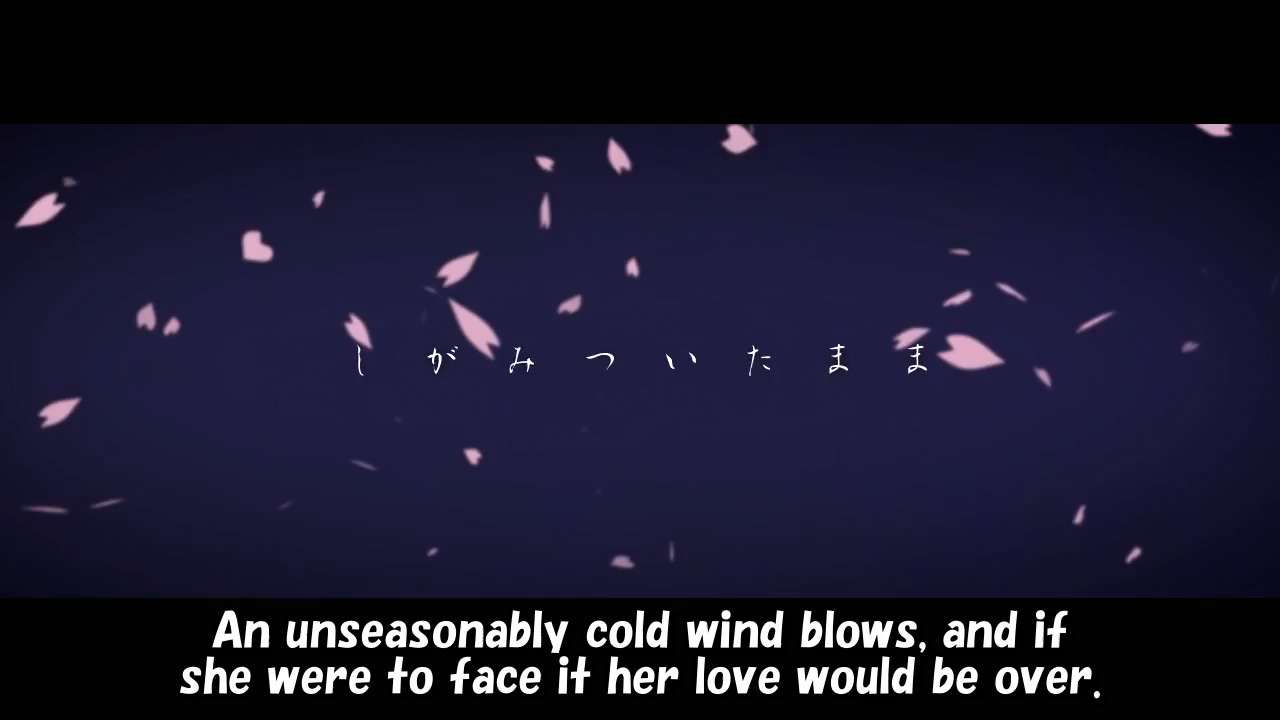 しがみついたまま
An unseasonably cold wind blows, and if
she were to face it her love would be over.